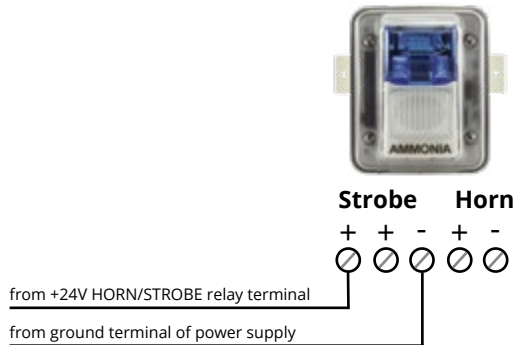 AMMONIA
Strobe Horn
+ + - + -
from +24V HORN/STROBE relay terminal
from ground terminal of power supply